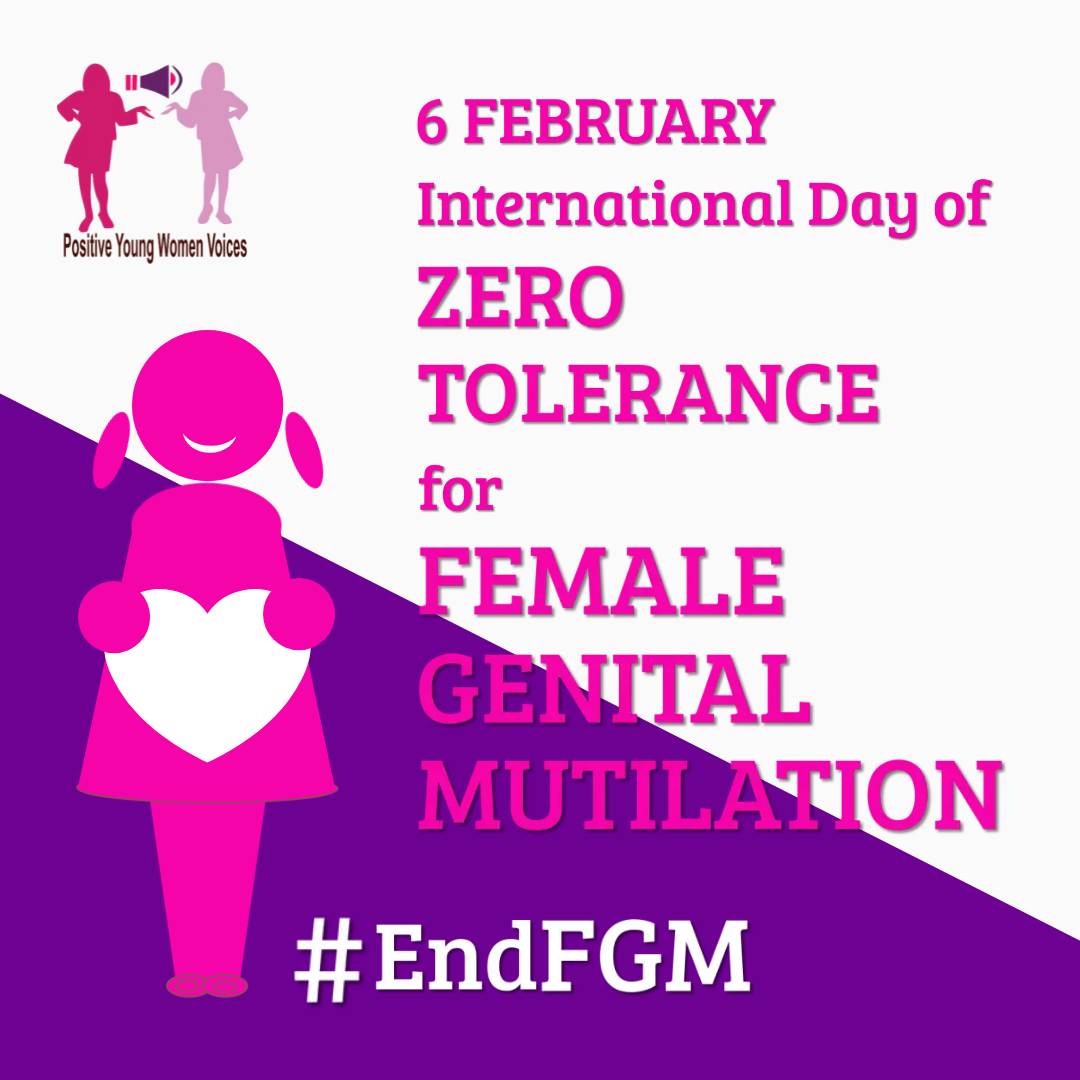 Positive Young Women Voices
6 FEBRUARY
International Day of
ZERO
TOLERANCE
for
FEMALE
GENITAL
MUTILATION
#EndFGM